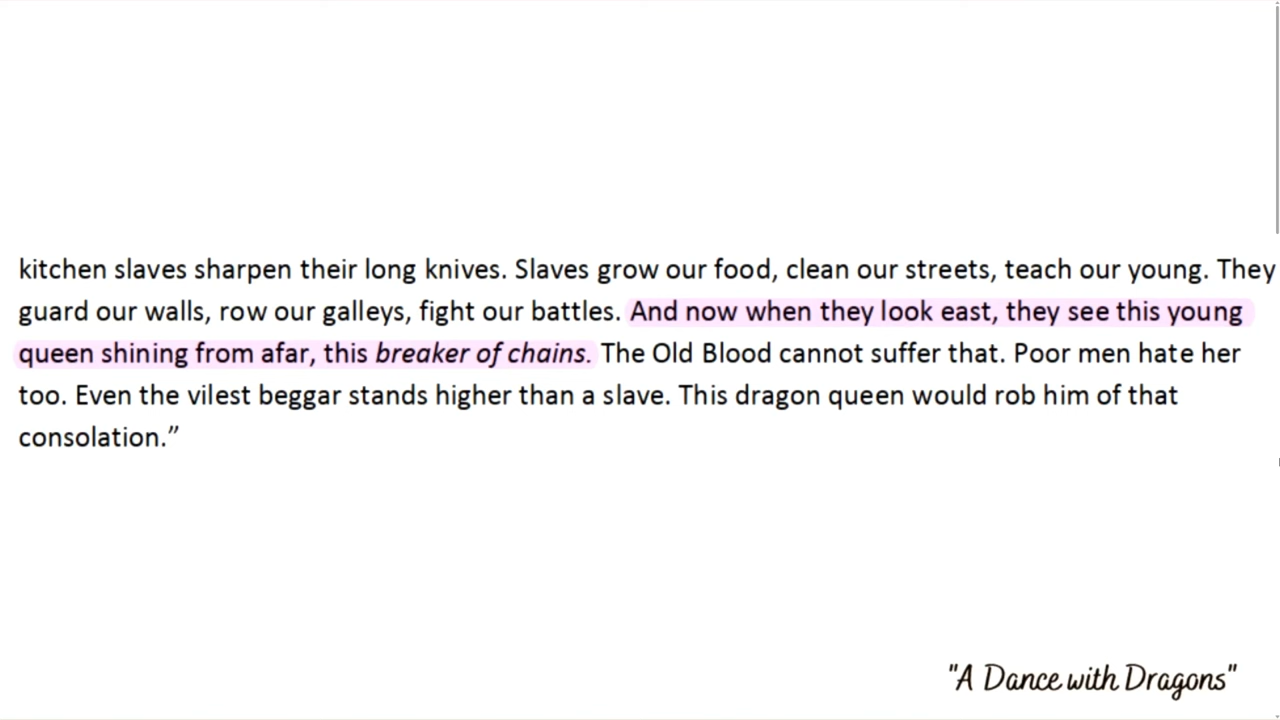 kitchen slaves sharpen their long knives. Slaves grow our food, clean our streets, teach our young. They
guard our walls, row our galleys, fight our battles. And now when they look east, they see this young
queen shining from afar, this breaker of chains. The Old Blood cannot suffer that. Poor men hate her
too. Even the vilest beggar stands higher than a slave. This dragon queen would rob him of that
consolation.”
"A Dance with Dragons"